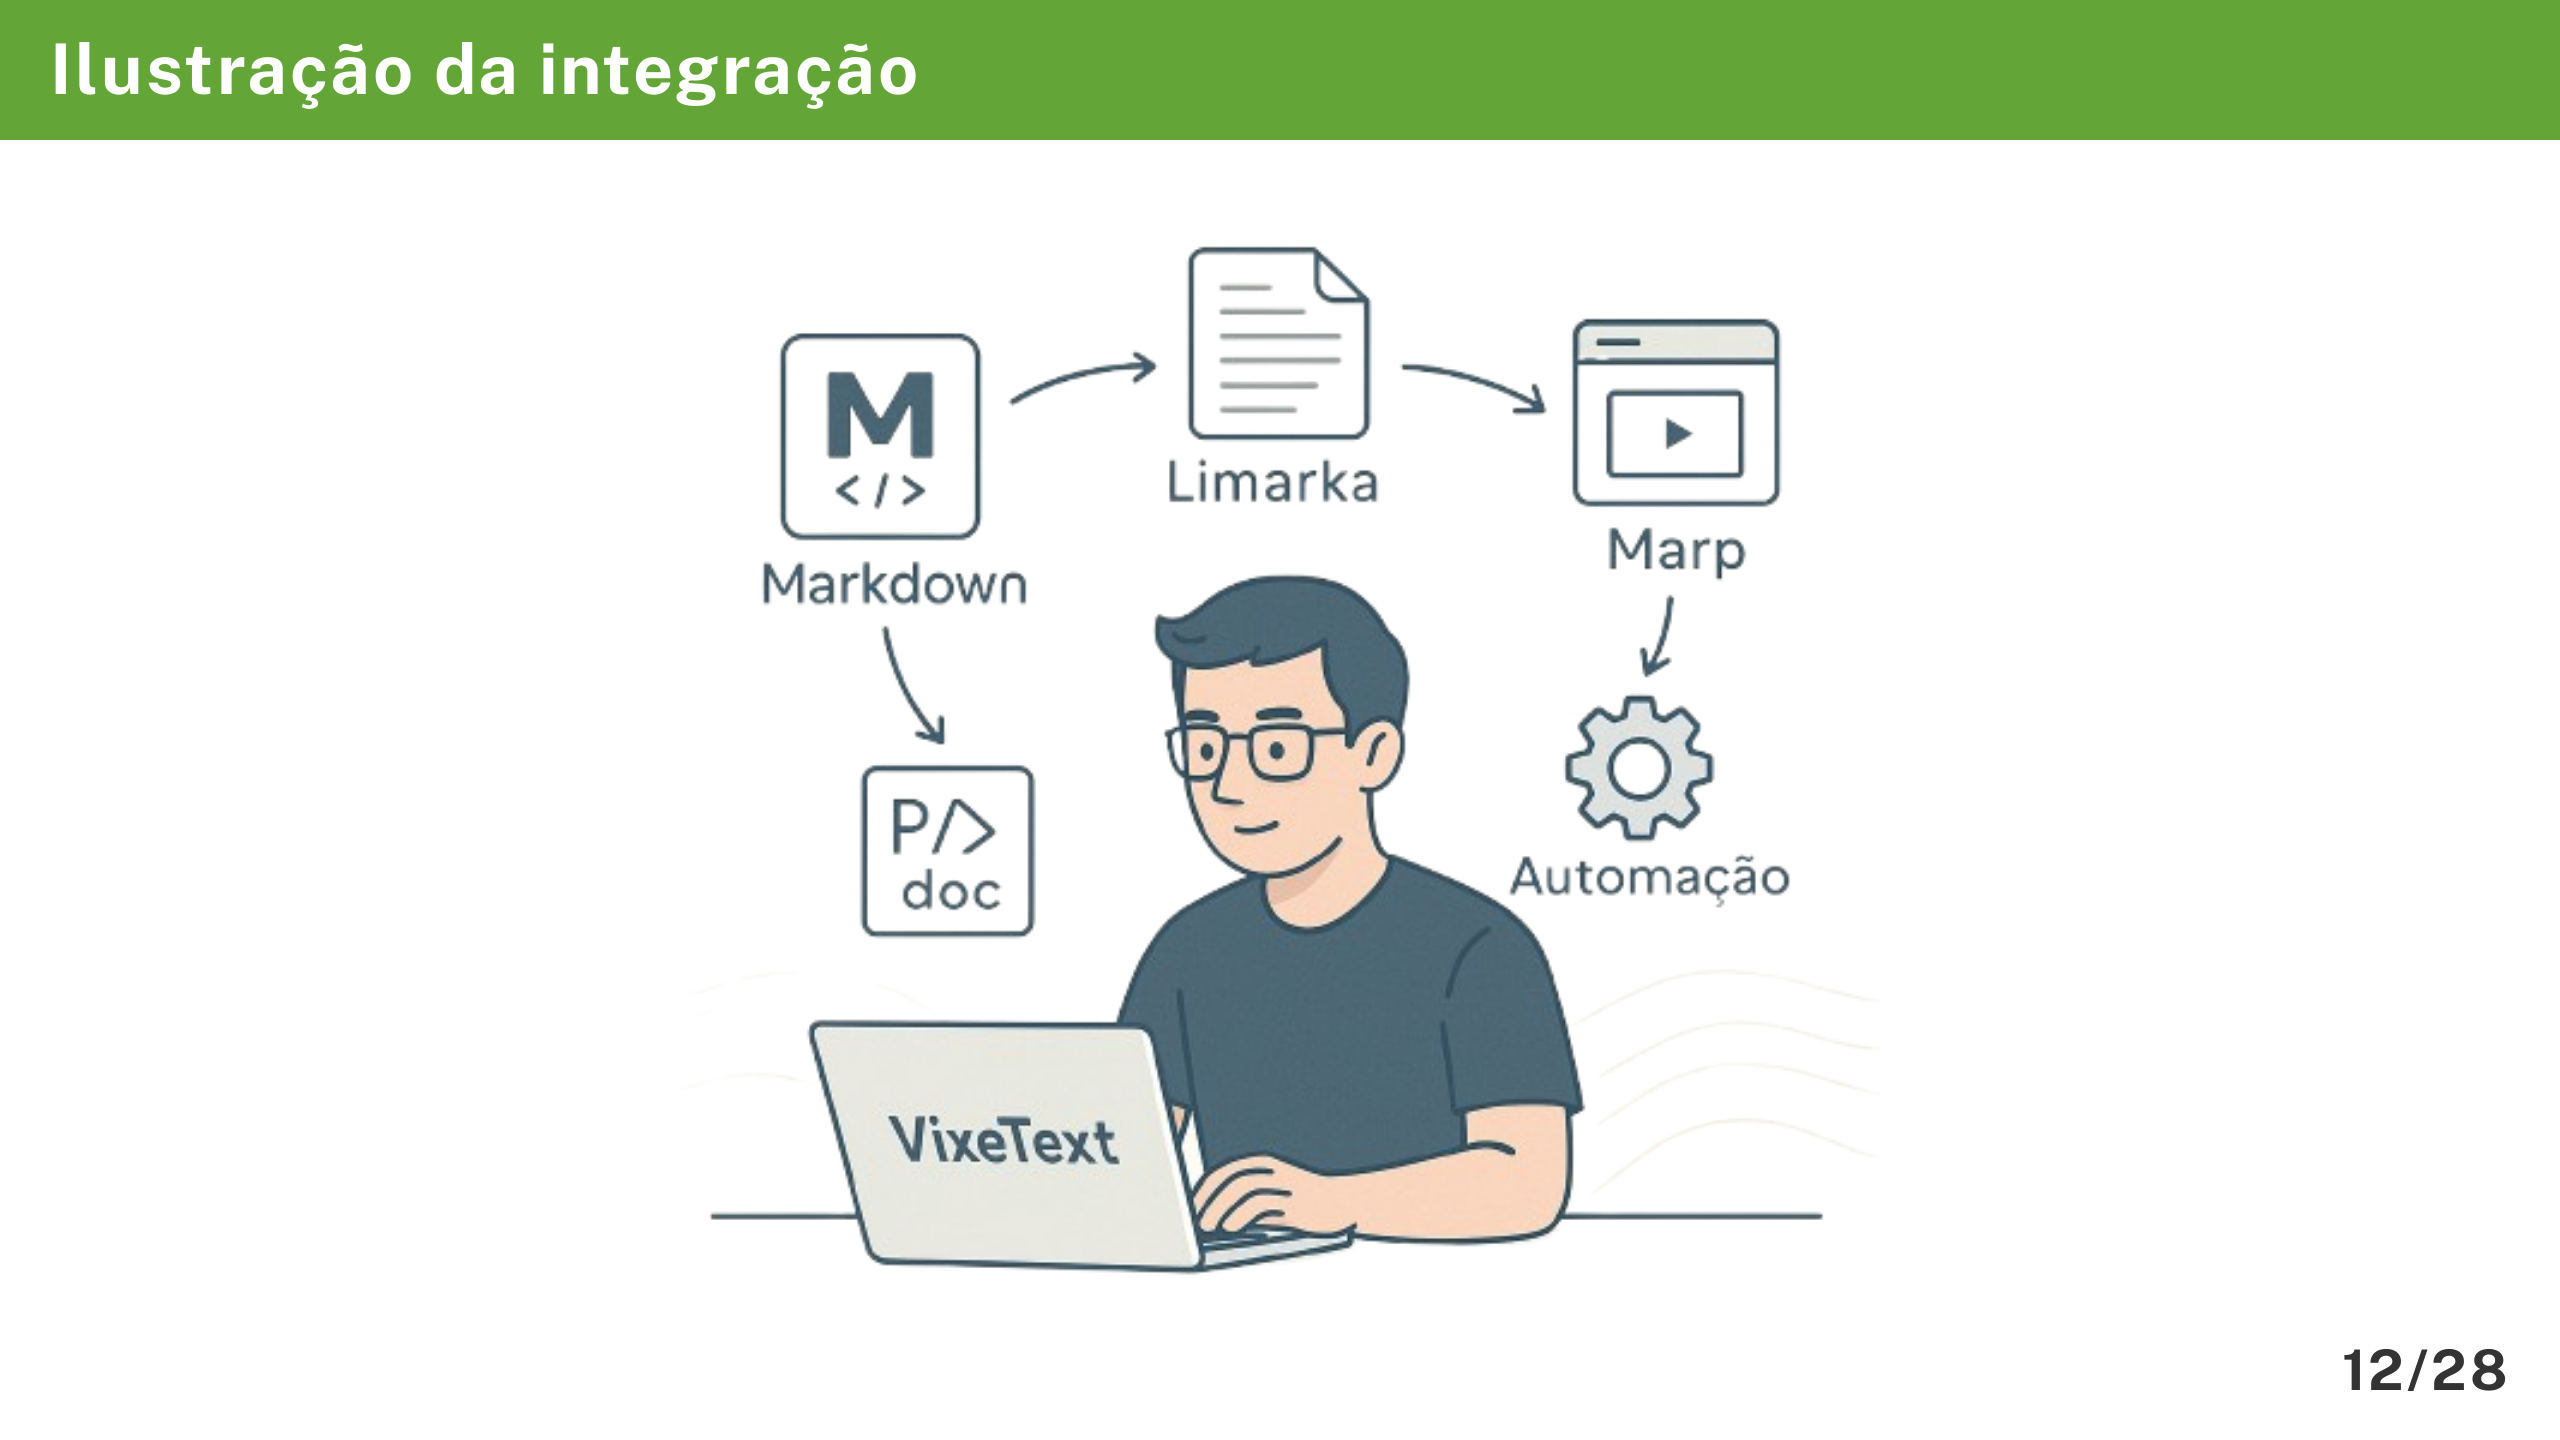 Ilustração da integração
Limarka
M
</>
Markdown
Marp
P/>
doc
Automação
VixeText
12/28